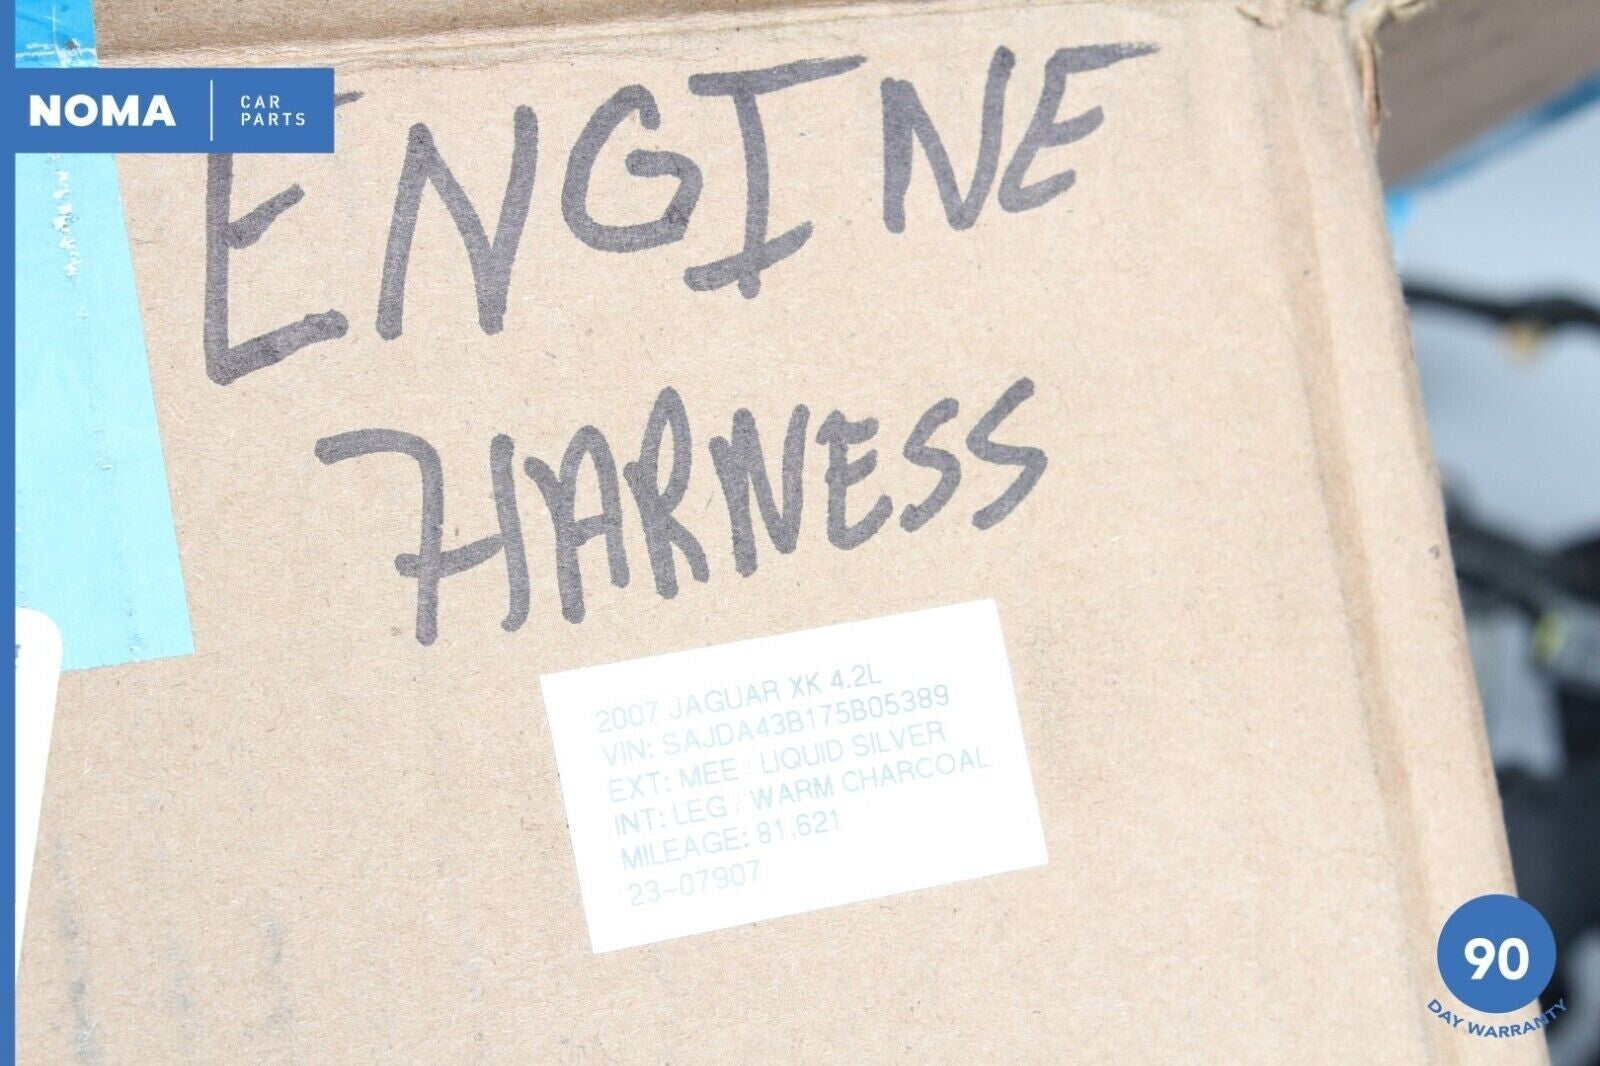 NOMA
CAR
PARTS
ENGINE
HARNESS
2007 JAGUAR XK 4.2L
VIN: SAJDA43B175B05389
EXT: MEE / LIQUID SILVER
INT: LEG / WARM CHARCOAL
MILEAGE: 81,621
23-07907
90
DAY WARRANTY